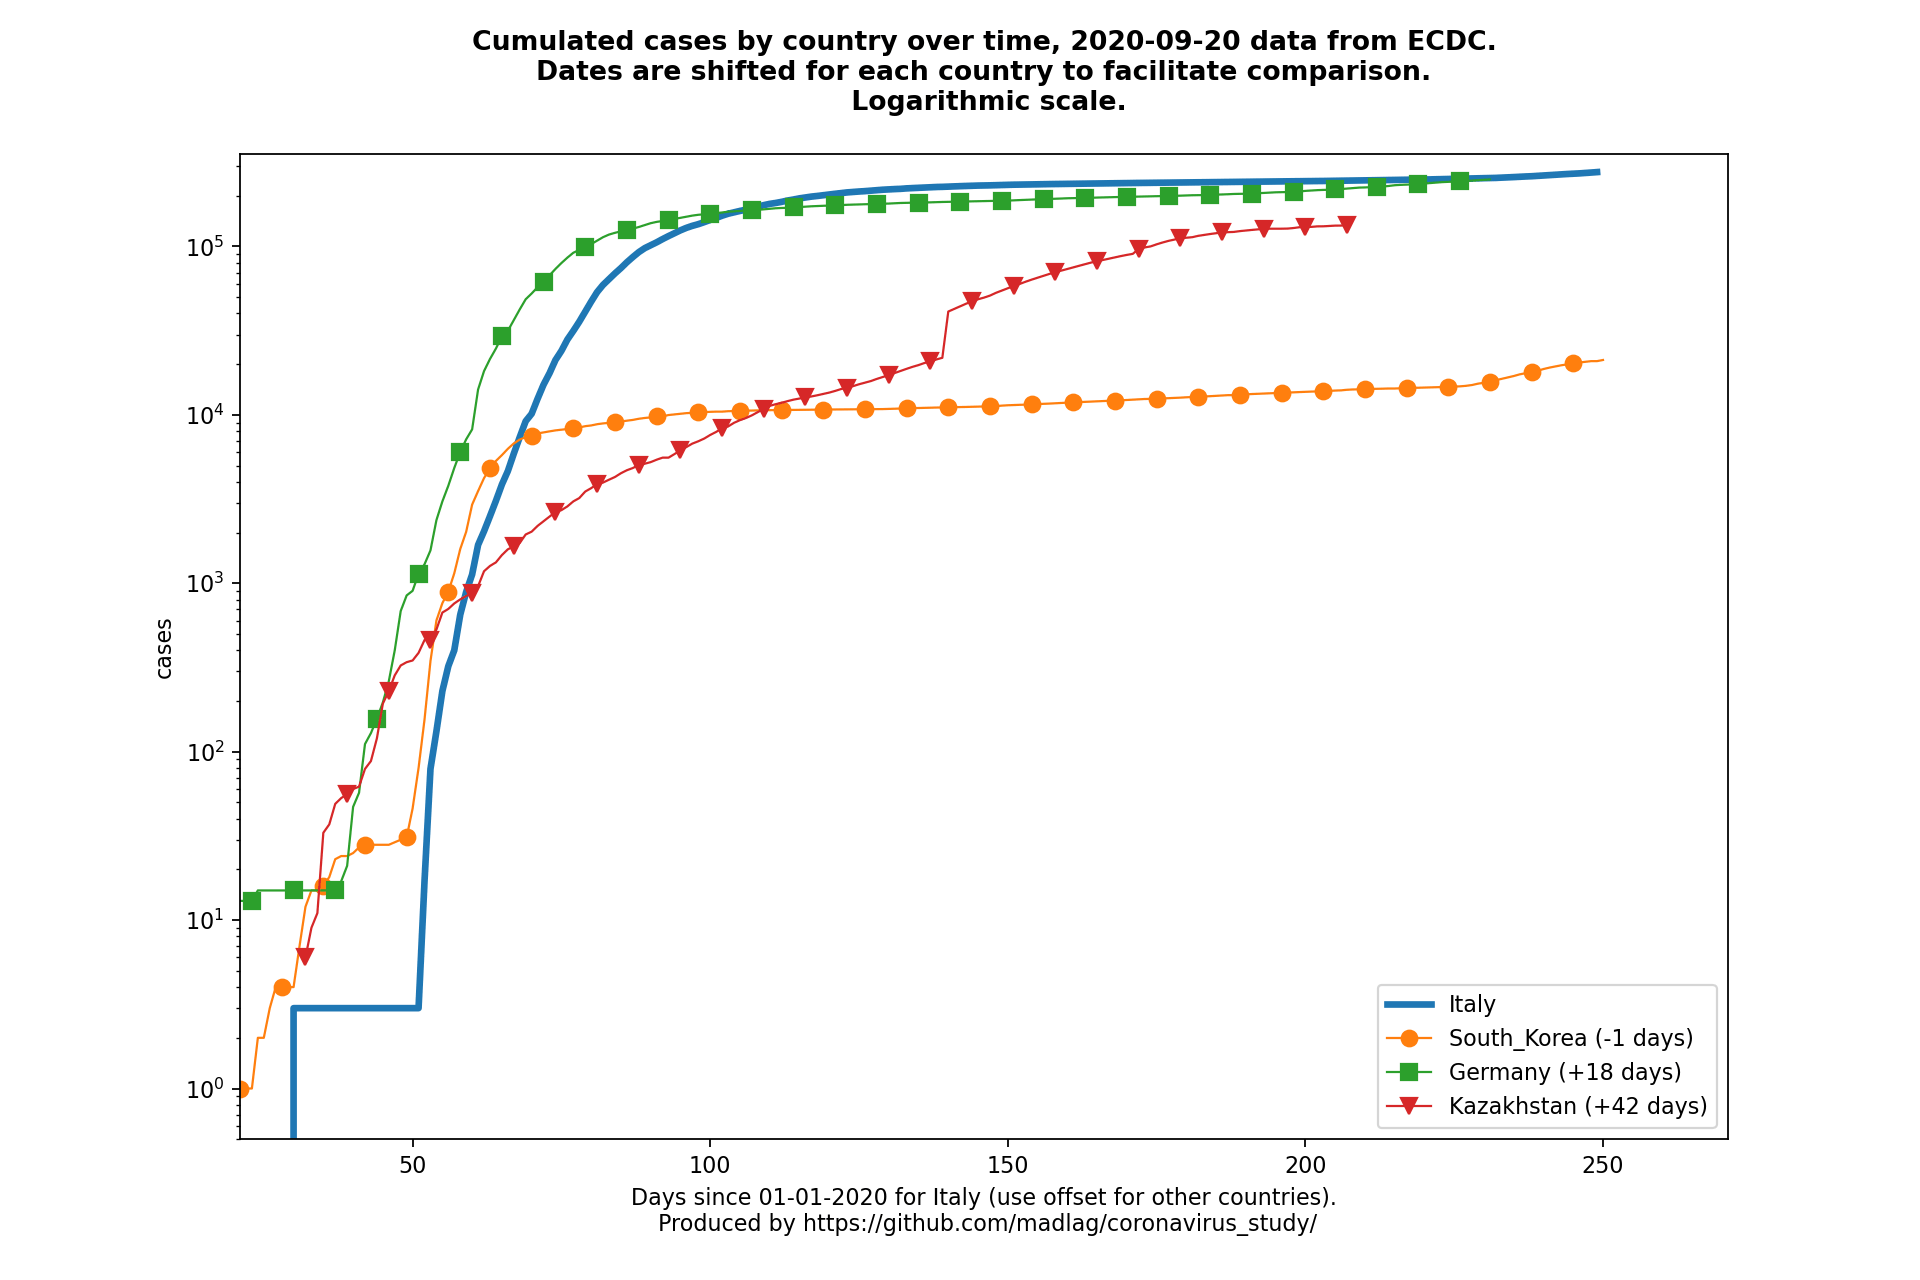 Cumulated cases by country over time, 2020-09-20 data from ECDC.
Dates are shifted for each country to facilitate comparison.
Logarithmic scale.
10^5
10^4
10^3
10^2
10^1
10^0
cases
Italy
South_Korea (-1 days)
Germany (+18 days)
Kazakhstan (+42 days)
50 100 150 200 250
Days since 01-01-2020 for Italy (use offset for other countries).
Produced by https://github.com/madlag/coronavirus_study/